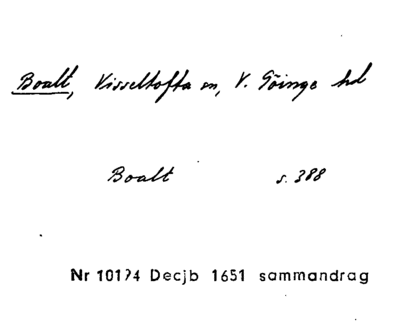 Boalt, Visseltofta sn, V. Göinge hd
Boalt s. 388
Nr 10174 Decjb 1651 sammandrag